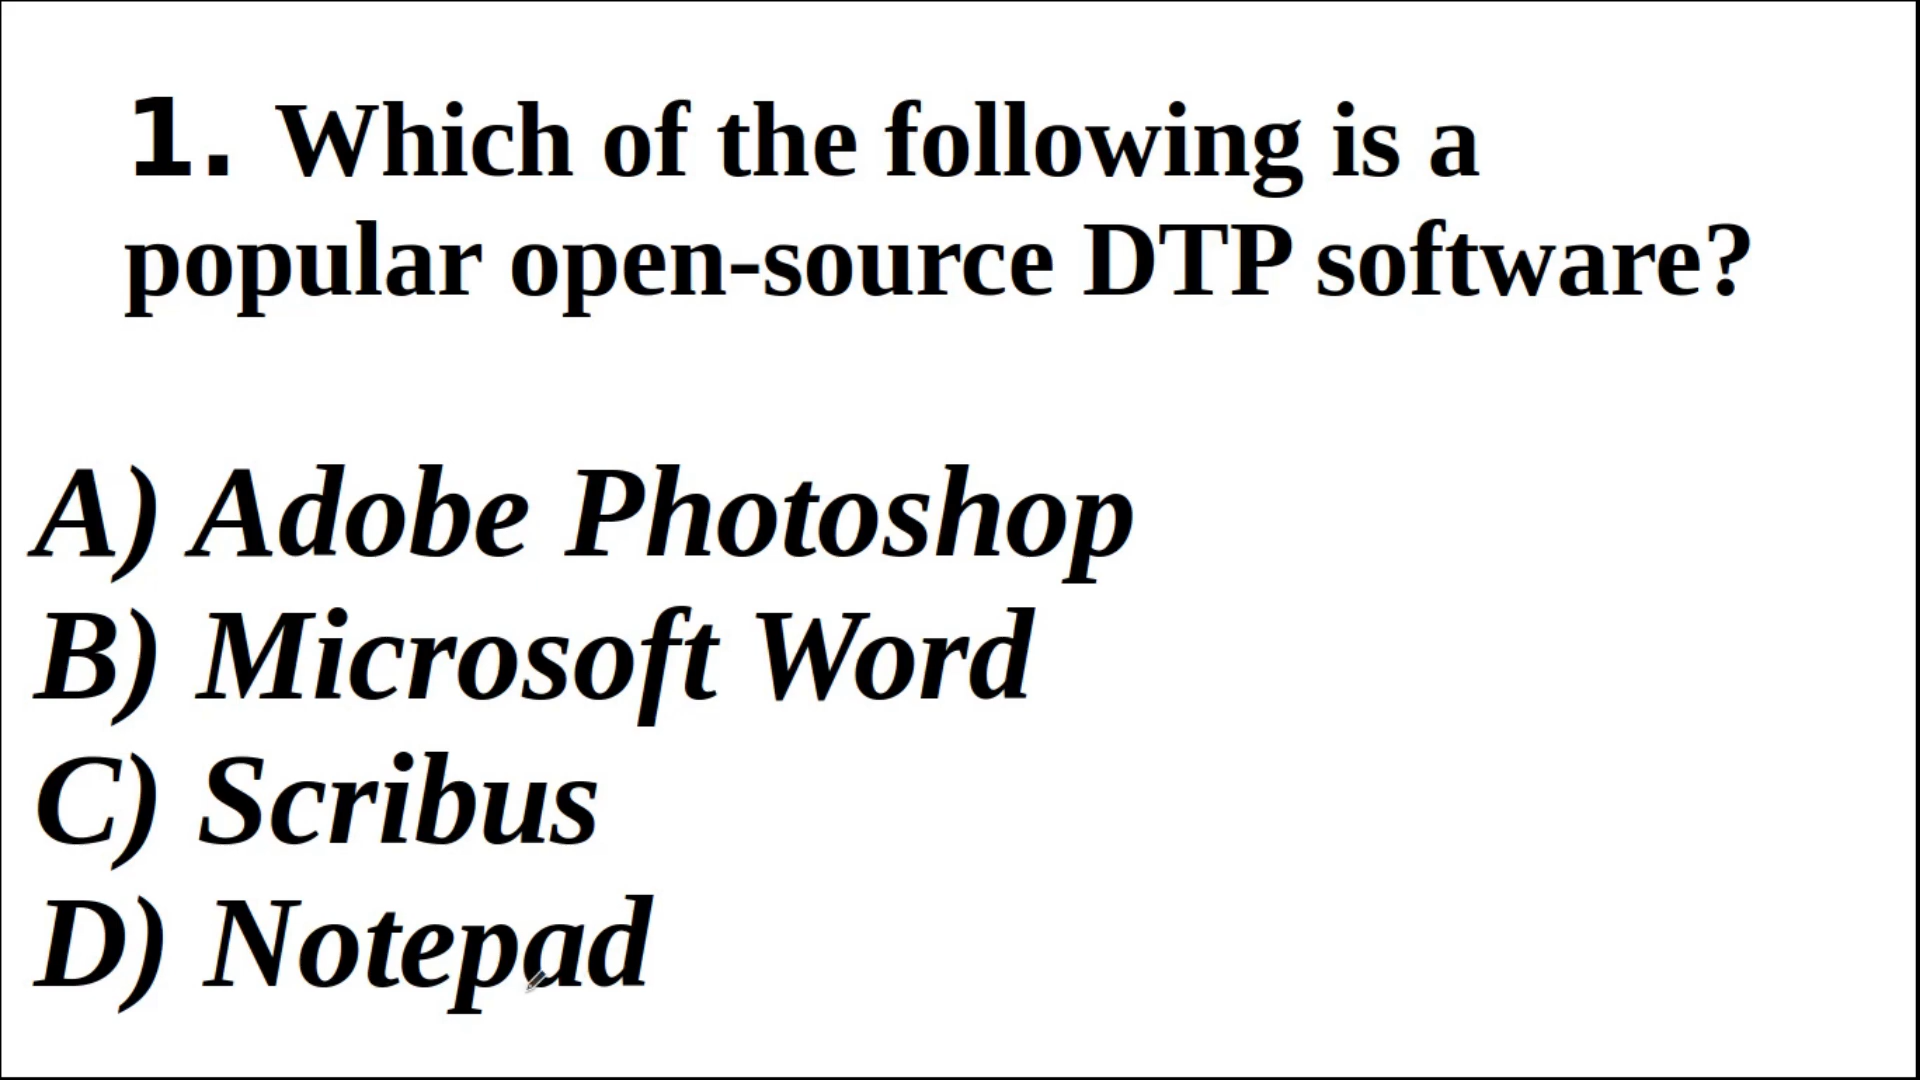 1. Which of the following is a
popular open-source DTP software?
A) Adobe Photoshop
B) Microsoft Word
C) Scribus
D) Notepad